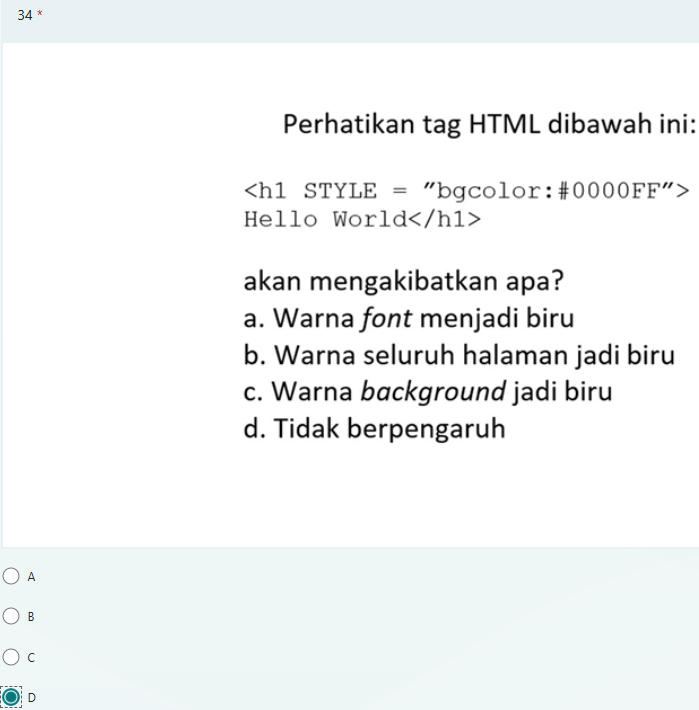 34 *
Perhatikan tag HTML dibawah ini:
<h1 STYLE = "bgcolor:#0000FF">
Hello World</h1>
akan mengakibatkan apa?
a. Warna font menjadi biru
b. Warna seluruh halaman jadi biru
c. Warna background jadi biru
d. Tidak berpengaruh
A
B
C
D